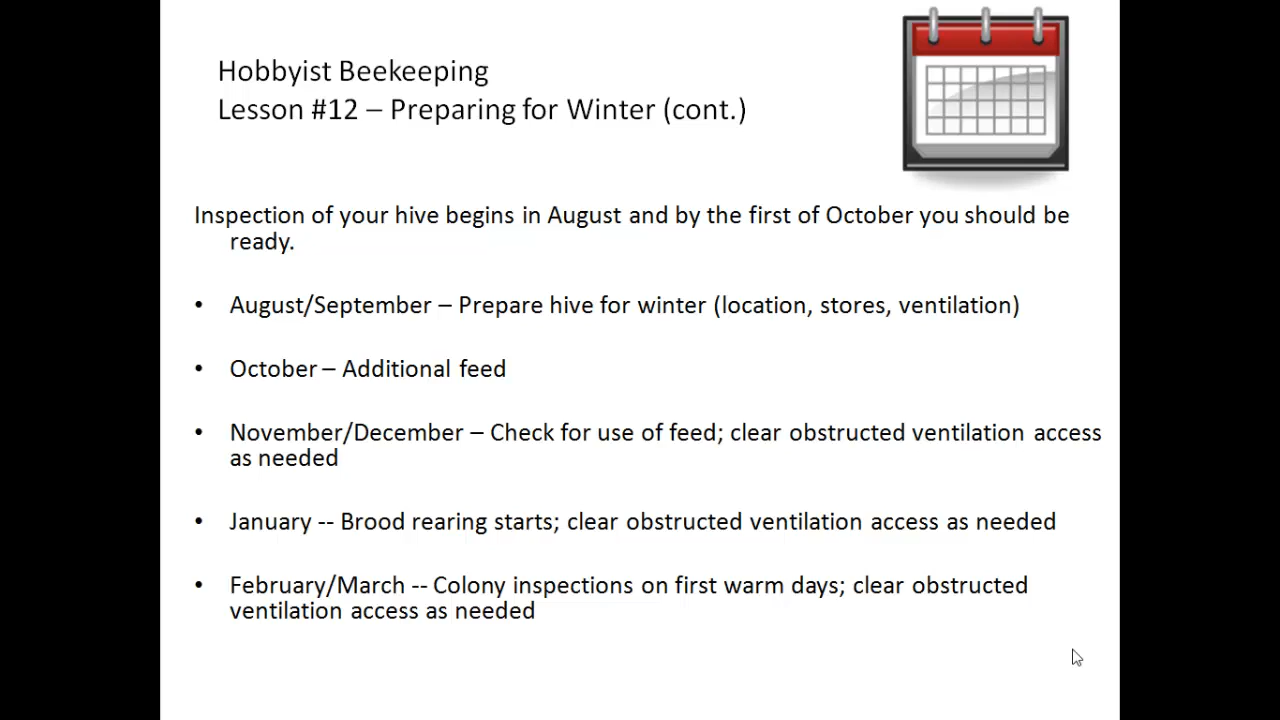 Hobbyist Beekeeping
Lesson #12 – Preparing for Winter (cont.)
Inspection of your hive begins in August and by the first of October you should be
ready.
• August/September – Prepare hive for winter (location, stores, ventilation)
• October – Additional feed
• November/December – Check for use of feed; clear obstructed ventilation access
as needed
• January -- Brood rearing starts; clear obstructed ventilation access as needed
• February/March -- Colony inspections on first warm days; clear obstructed
ventilation access as needed